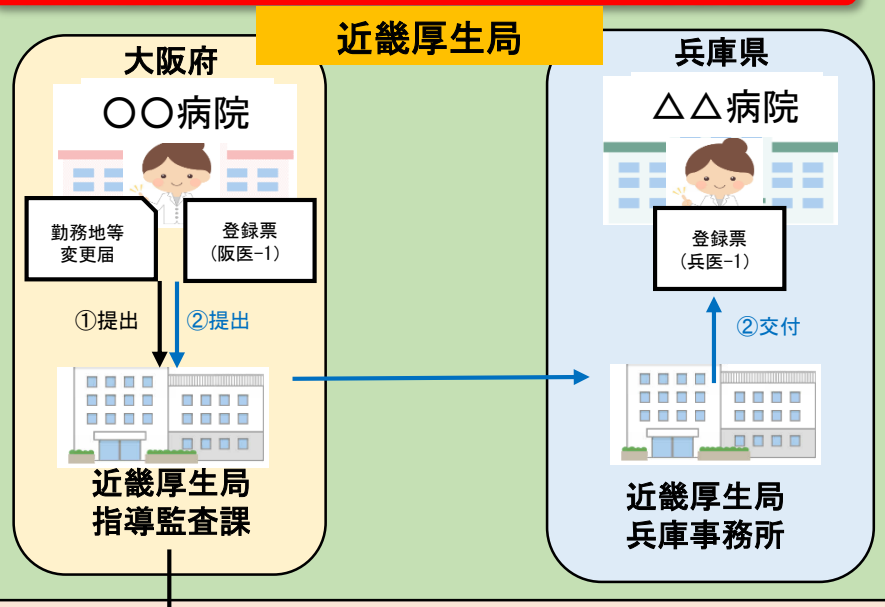 近畿厚生局
大阪府
〇〇病院
勤務地等
変更届
登録票
(阪医-1)
①提出
②提出
近畿厚生局
指導監査課
兵庫県
△△病院
登録票
(兵医-1)
②交付
近畿厚生局
兵庫事務所